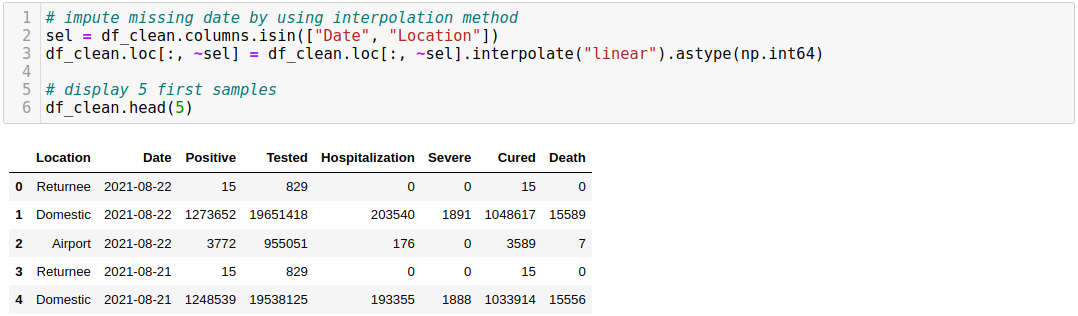 1 # impute missing date by using interpolation method
2 sel = df_clean.columns.isin(["Date", "Location"])
3 df_clean.loc[:, ~sel] = df_clean.loc[:, ~sel].interpolate("linear").astype(np.int64)
4
5 # display 5 first samples
6 df_clean.head(5)
Location Date Positive Tested Hospitalization Severe Cured Death
0 Returnee 2021-08-22 15 829 0 0 15 0
1 Domestic 2021-08-22 1273652 19651418 203540 1891 1048617 15589
2 Airport 2021-08-22 3772 955051 176 0 3589 7
3 Returnee 2021-08-21 15 829 0 0 15 0
4 Domestic 2021-08-21 1248539 19538125 193355 1888 1033914 15556